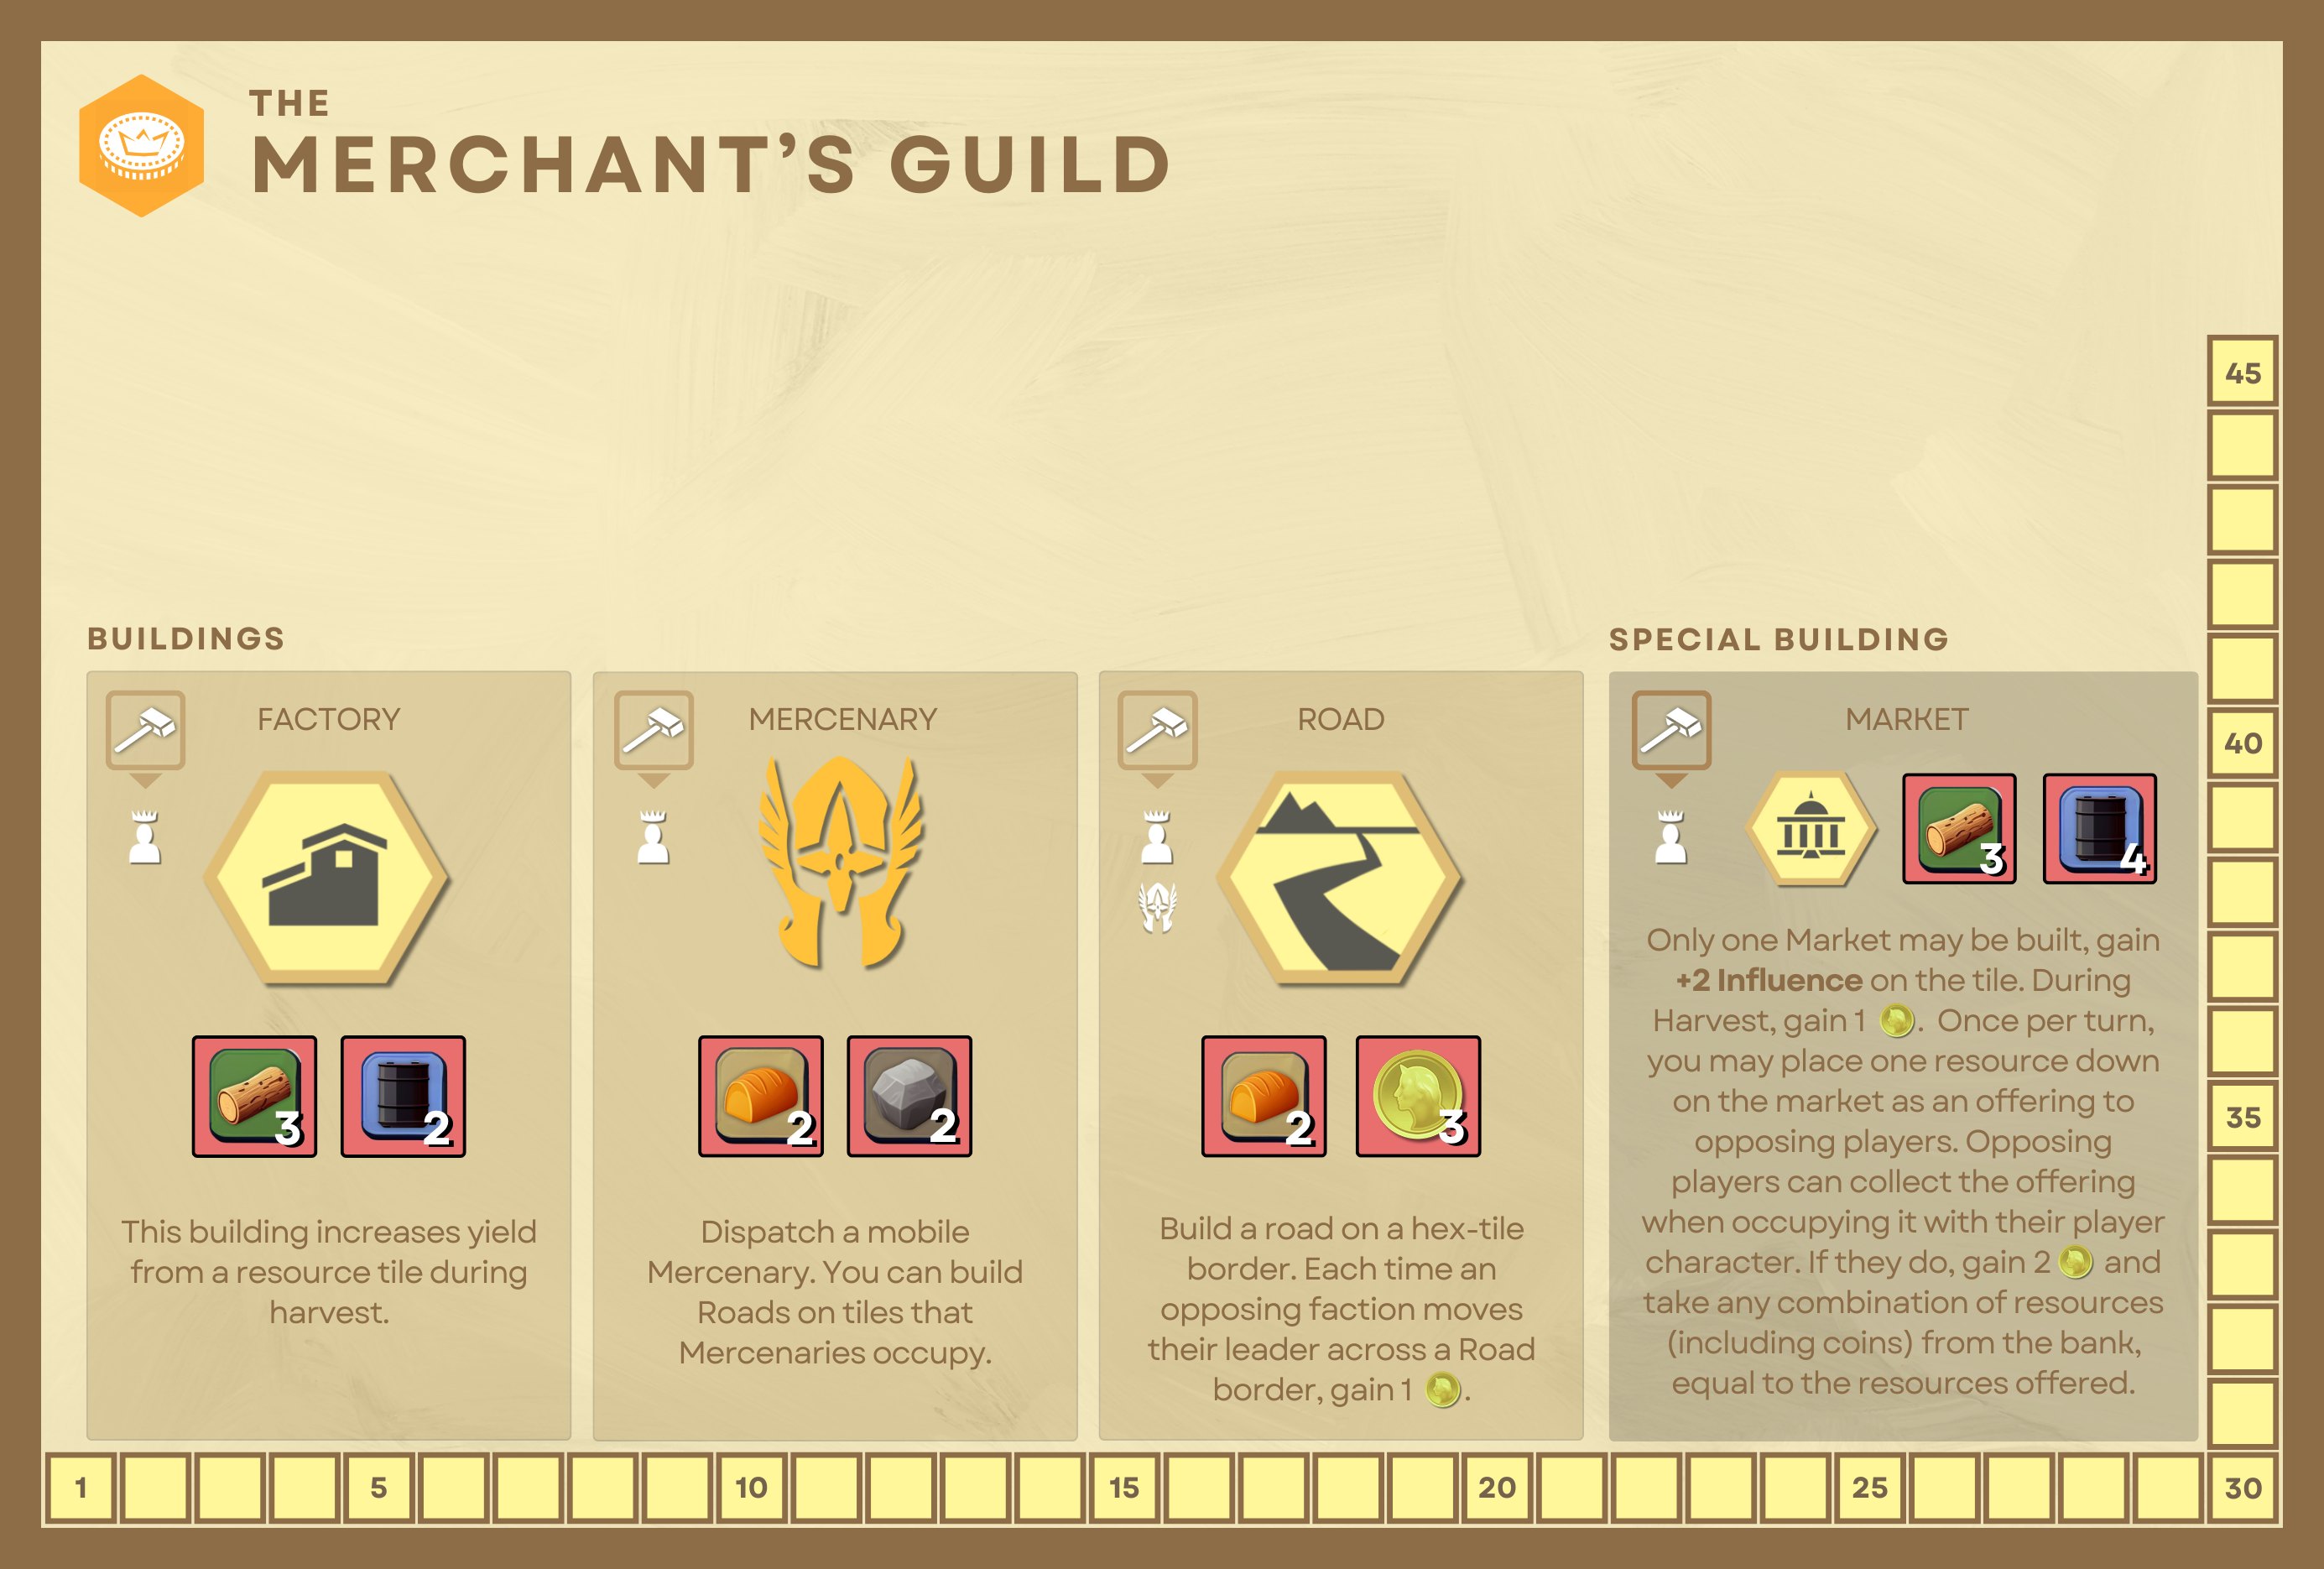 THE
MERCHANT’S GUILD
BUILDINGS
SPECIAL BUILDING
FACTORY
3
2
This building increases yield
from a resource tile during
harvest.
MERCENARY
2
2
Dispatch a mobile
Mercenary. You can build
Roads on tiles that
Mercenaries occupy.
ROAD
2
3
Build a road on a hex-tile
border. Each time an
opposing faction moves
their leader across a Road
border, gain 1 .
MARKET
3
4
Only one Market may be built, gain
+2 Influence on the tile. During
Harvest, gain 1 . Once per turn,
you may place one resource down
on the market as an offering to
opposing players. Opposing
players can collect the offering
when occupying it with their player
character. If they do, gain 2 and
take any combination of resources
(including coins) from the bank,
equal to the resources offered.
45
40
35
1 5 10 15 20 25 30